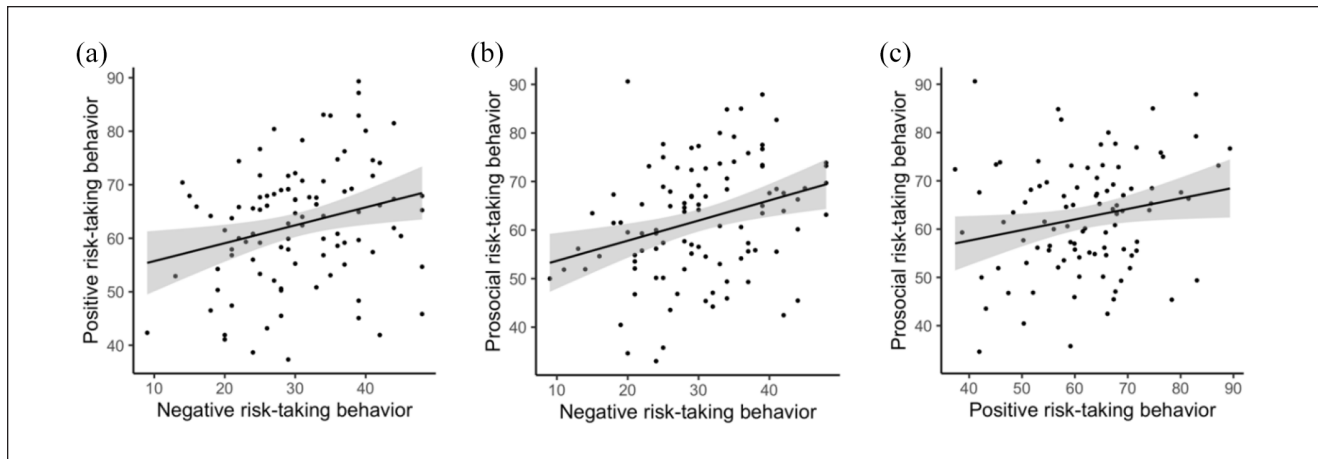 (a)
Positive risk-taking behavior
90
80
70
60
50
40
10 20 30 40
Negative risk-taking behavior
(b)
Prosocial risk-taking behavior
90
80
70
60
50
40
10 20 30 40
Negative risk-taking behavior
(c)
Prosocial risk-taking behavior
90
80
70
60
50
40
40 50 60 70 80 90
Positive risk-taking behavior